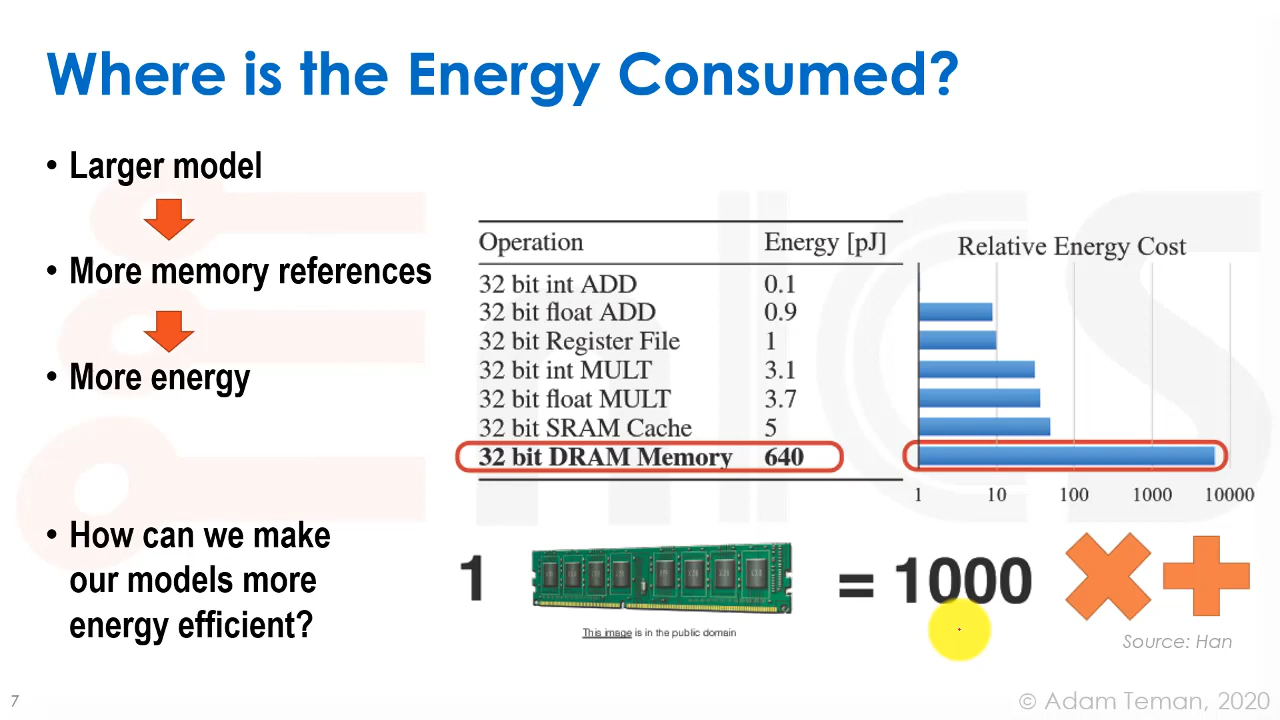 Where is the Energy Consumed?
• Larger model
• More memory references
• More energy
• How can we make
our models more
energy efficient?
Operation Energy [pJ]
32 bit int ADD 0.1
32 bit float ADD 0.9
32 bit Register File 1
32 bit int MULT 3.1
32 bit float MULT 3.7
32 bit SRAM Cache 5
32 bit DRAM Memory 640
Relative Energy Cost
1 10 100 1000 10000
1 = 1000
This image is in the public domain
Source: Han
7
© Adam Teman, 2020